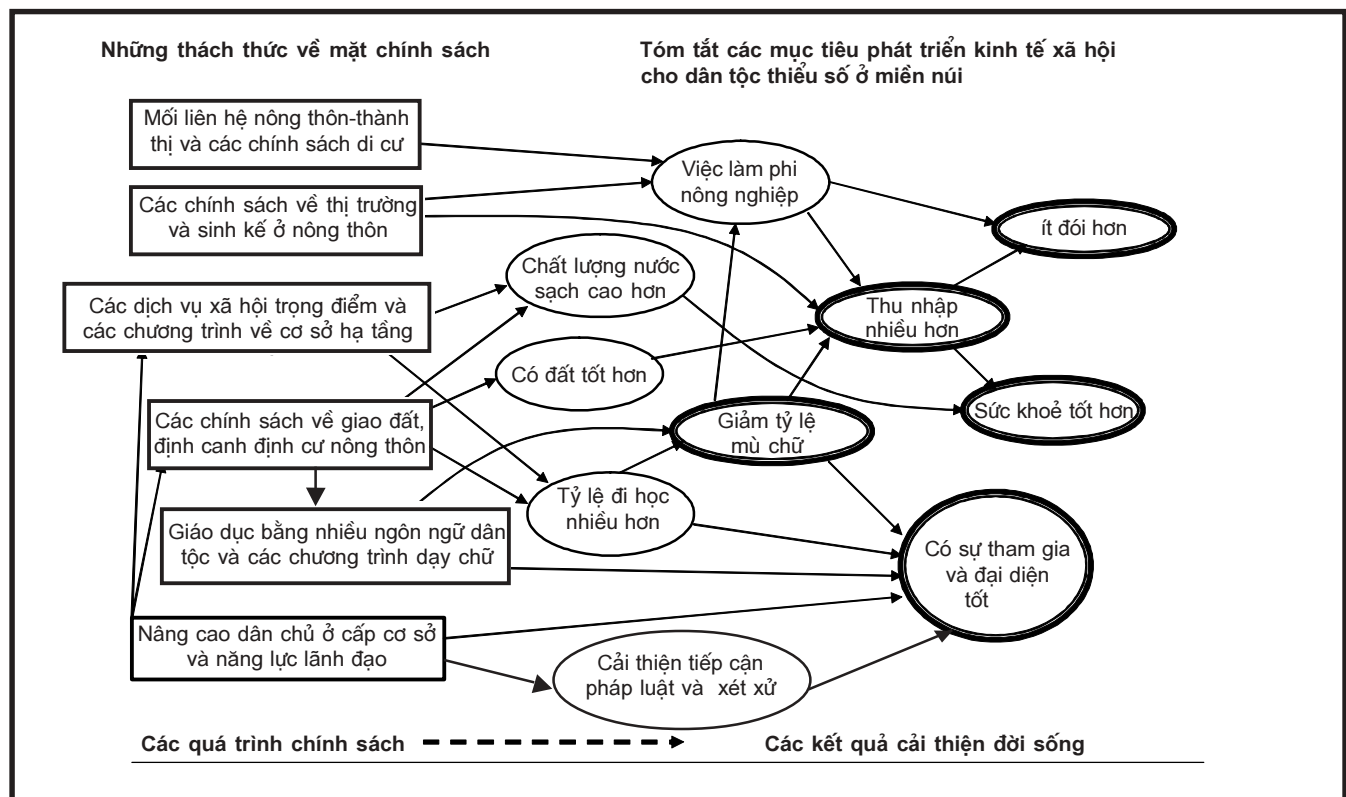 Những thách thức về mặt chính sách
Tóm tắt các mục tiêu phát triển kinh tế xã hội
cho dân tộc thiểu số ở miền núi
Mối liên hệ nông thôn-thành
thị và các chính sách di cư
Các chính sách về thị trường
và sinh kế ở nông thôn
Các dịch vụ xã hội trọng điểm và
các chương trình về cơ sở hạ tầng
Các chính sách về giao đất,
định canh định cư nông thôn
Giáo dục bằng nhiều ngôn ngữ dân
tộc và các chương trình dạy chữ
Nâng cao dân chủ ở cấp cơ sở
và năng lực lãnh đạo
Việc làm phi
nông nghiệp
Chất lượng nước
sạch cao hơn
Có đất tốt hơn
Giảm tỷ lệ
mù chữ
Tỷ lệ đi học
nhiều hơn
Cải thiện tiếp cận
pháp luật và xét xử
ít đói hơn
Thu nhập
nhiều hơn
Sức khoẻ tốt hơn
Có sự tham gia
và đại diện
tốt
Các quá trình chính sách
Các kết quả cải thiện đời sống